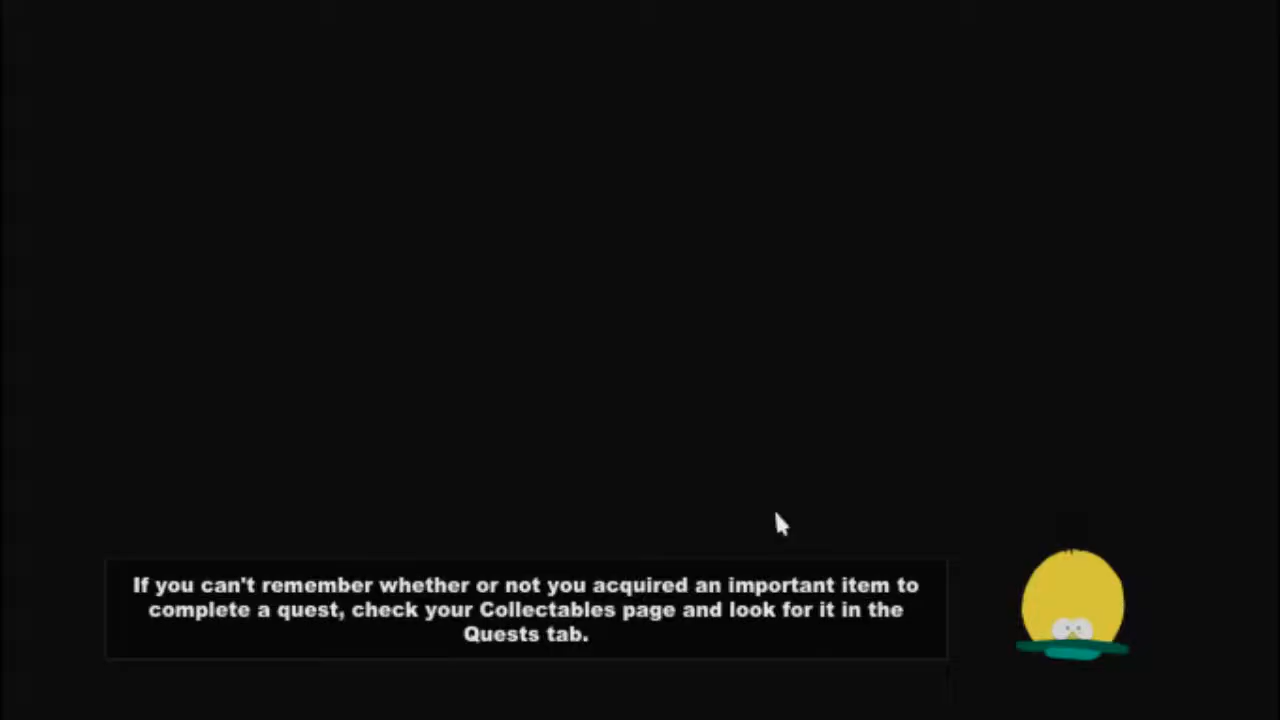 If you can't remember whether or not you acquired an important item to
complete a quest, check your Collectables page and look for it in the
Quests tab.